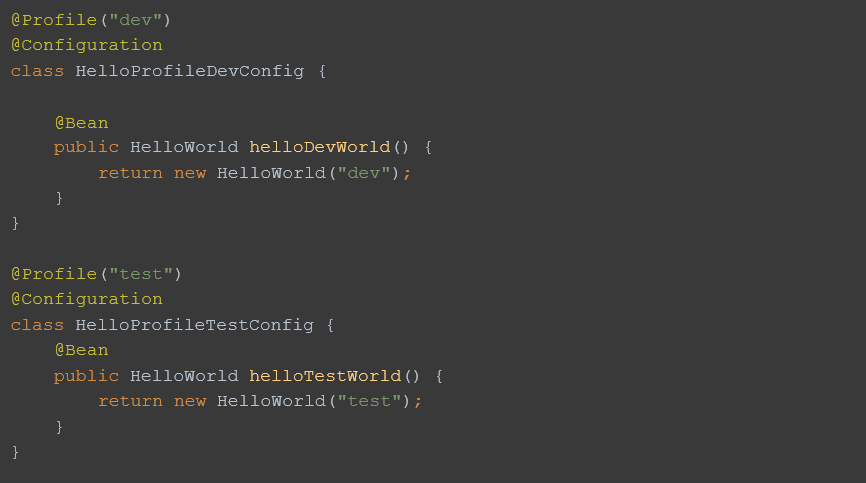 @Profile("dev")
@Configuration
class HelloProfileDevConfig {
@Bean
public HelloWorld helloDevWorld() {
return new HelloWorld("dev");
}
}
@Profile("test")
@Configuration
class HelloProfileTestConfig {
@Bean
public HelloWorld helloTestWorld() {
return new HelloWorld("test");
}
}